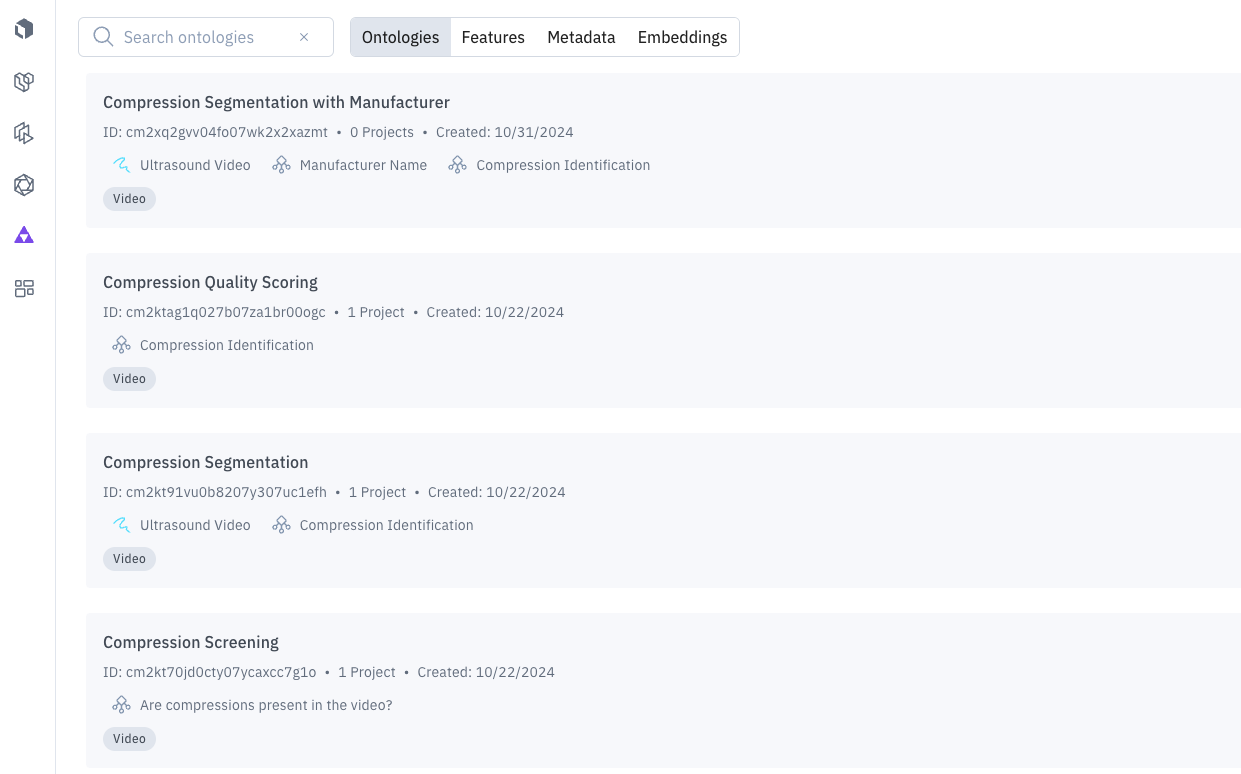 Search ontologies
Ontologies Features Metadata Embeddings
Compression Segmentation with Manufacturer
ID: cm2xq2gvv04fo07wk2x2xazmt • 0 Projects • Created: 10/31/2024
Ultrasound Video Manufacturer Name Compression Identification
Video
Compression Quality Scoring
ID: cm2ktag1q027b07za1br00ogc • 1 Project • Created: 10/22/2024
Compression Identification
Video
Compression Segmentation
ID: cm2kt91vu0b8207y307uc1efh • 1 Project • Created: 10/22/2024
Ultrasound Video Compression Identification
Video
Compression Screening
ID: cm2kt70jd0cty07ycaxcc7g1o • 1 Project • Created: 10/22/2024
Are compressions present in the video?
Video